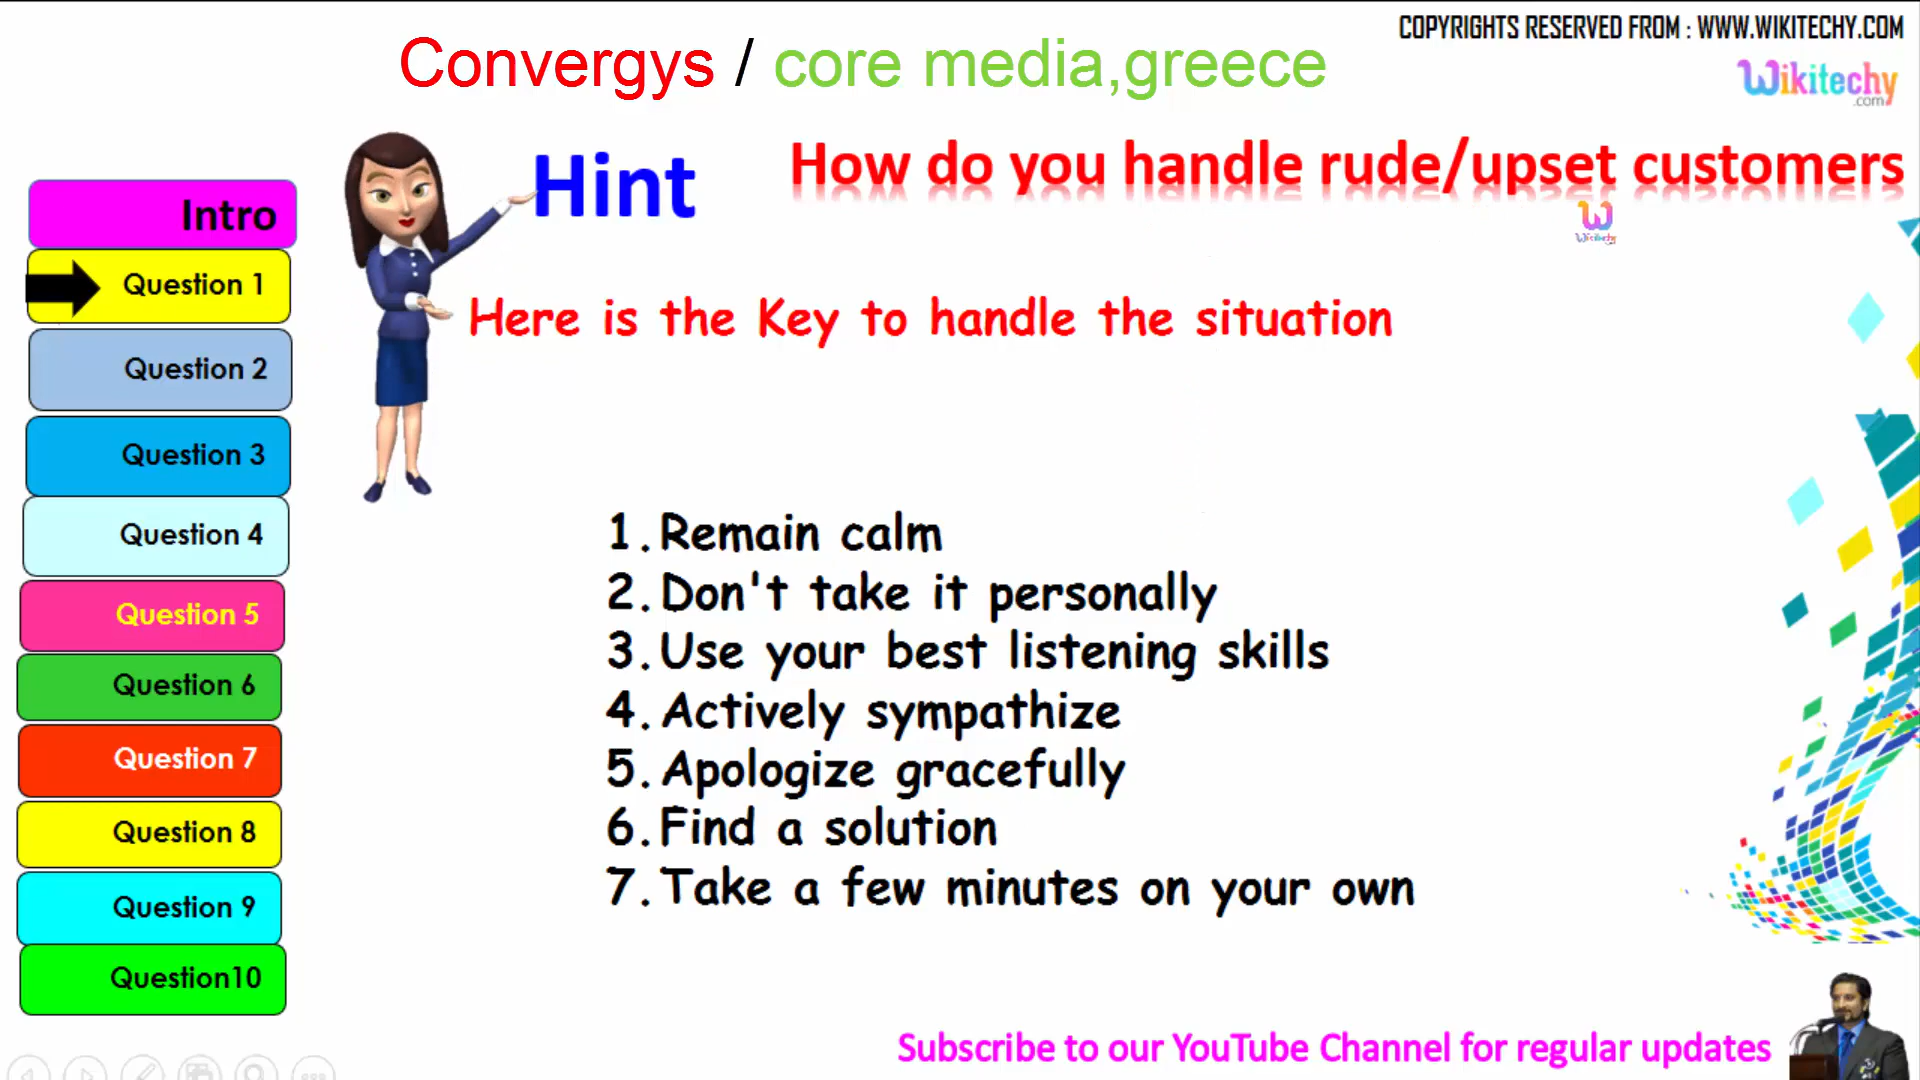 COPYRIGHTS RESERVED FROM : WWW.WIKITECHY.COM
Convergys / core media,greece
Wikitechy
.com
Hint
How do you handle rude/upset customers
Wikitechy
Intro
Question 1
Question 2
Question 3
Question 4
Question 5
Question 6
Question 7
Question 8
Question 9
Question10
Here is the Key to handle the situation
1. Remain calm
2. Don't take it personally
3. Use your best listening skills
4. Actively sympathize
5. Apologize gracefully
6. Find a solution
7. Take a few minutes on your own
Subscribe to our YouTube Channel for regular updates